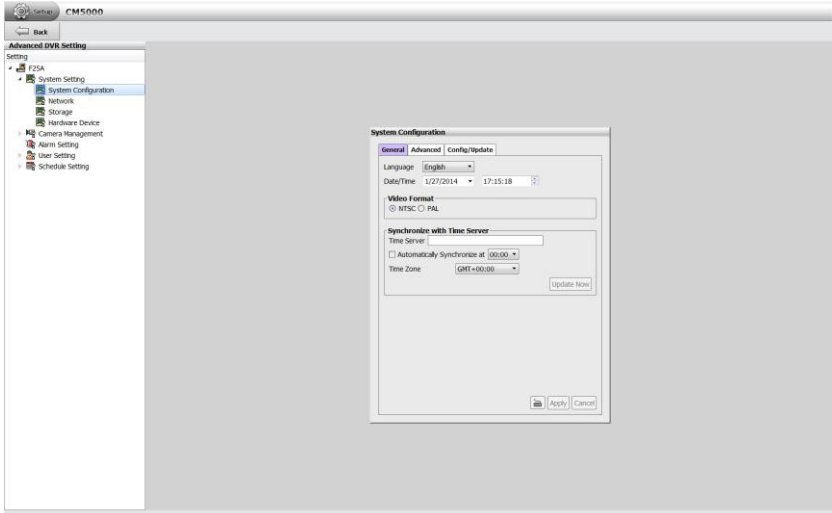 Setup CM5000
Back
Advanced DVR Setting
Setting
F25A
System Setting
System Configuration
Network
Storage
Hardware Device
Camera Management
Alarm Setting
User Setting
Schedule Setting
System Configuration
General Advanced Config/Update
Language English
Date/Time 1/27/2014 17:15:18
Video Format
NTSC PAL
Synchronize with Time Server
Time Server
Automatically Synchronize at 00:00
Time Zone GMT+00:00
Update Now
Apply Cancel